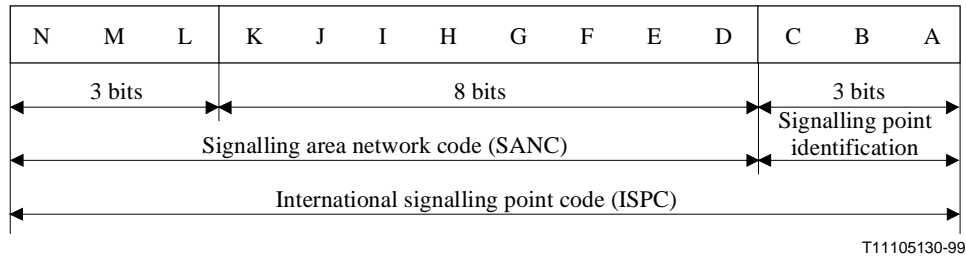 N M L K J I H G F E D C B A
3 bits 8 bits 3 bits
Signalling area network code (SANC)
Signalling point
identification
International signalling point code (ISPC)
T11105130-99